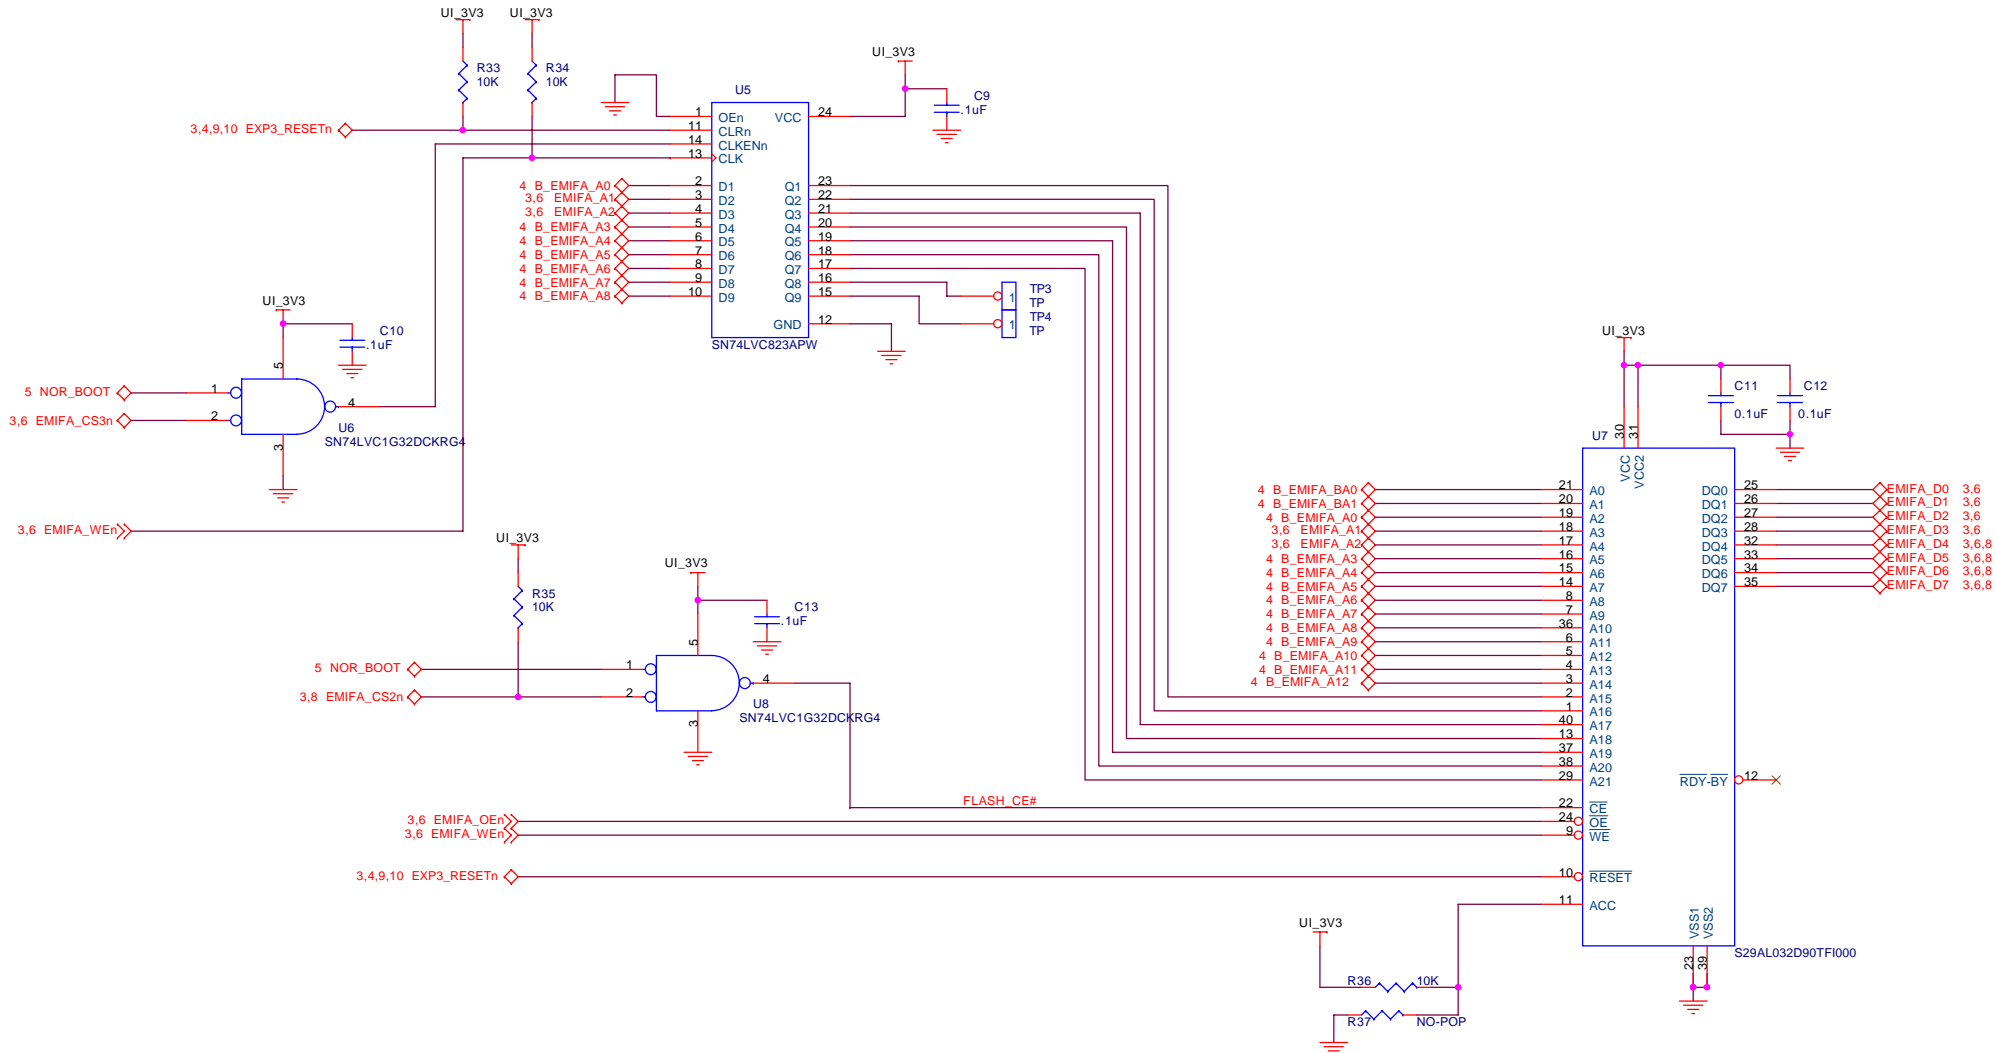 UI_3V3 UI_3V3
R33 10K
R34 10K
UI_3V3
C9 .1uF
U5
3,4,9,10 EXP3_RESETn
1 OEn VCC 24
11 CLRn
14 CLKENn
13 CLK
4 B_EMIFA_A0 2 D1 Q1 23
3,6 EMIFA_A1 3 D2 Q2 22
3,6 EMIFA_A2 4 D3 Q3 21
4 B_EMIFA_A3 5 D4 Q4 20
4 B_EMIFA_A4 6 D5 Q5 19
4 B_EMIFA_A5 7 D6 Q6 18
4 B_EMIFA_A6 8 D7 Q7 17
4 B_EMIFA_A7 9 D8 Q8 16
4 B_EMIFA_A8 10 D9 Q9 15
GND 12
SN74LVC823APW
1 TP3 TP
1 TP4 TP
UI_3V3
C10 .1uF
5
5 NOR_BOOT 1
4
3,6 EMIFA_CS3n 2
3
U6
SN74LVC1G32DCKRG4
3,6 EMIFA_WEn
UI_3V3
R35 10K
UI_3V3
C13 .1uF
5
5 NOR_BOOT 1
4
3,8 EMIFA_CS2n 2
3
U8
SN74LVC1G32DCKRG4
UI_3V3
C11 0.1uF
C12 0.1uF
U7
30 31
VCC VCC2
4 B_EMIFA_BA0 21 A0 DQ0 25 EMIFA_D0 3,6
4 B_EMIFA_BA1 20 A1 DQ1 26 EMIFA_D1 3,6
4 B_EMIFA_A0 19 A2 DQ2 27 EMIFA_D2 3,6
3,6 EMIFA_A1 18 A3 DQ3 28 EMIFA_D3 3,6
3,6 EMIFA_A2 17 A4 DQ4 32 EMIFA_D4 3,6,8
4 B_EMIFA_A3 16 A5 DQ5 33 EMIFA_D5 3,6,8
4 B_EMIFA_A4 15 A6 DQ6 34 EMIFA_D6 3,6,8
4 B_EMIFA_A5 14 A7 DQ7 35 EMIFA_D7 3,6,8
4 B_EMIFA_A6 8 A8
4 B_EMIFA_A7 7 A9
4 B_EMIFA_A8 36 A10
4 B_EMIFA_A9 6 A11
4 B_EMIFA_A10 5 A12
4 B_EMIFA_A11 4 A13
4 B_EMIFA_A12 3 A14
2 A15
1 A16
40 A17
13 A18
37 A19
38 A20
29 A21
RDY-BY 12
FLASH_CE# 22 CE
3,6 EMIFA_OEn 24 OE
3,6 EMIFA_WEn 9 WE
3,4,9,10 EXP3_RESETn 10 RESET
11 ACC
VSS1 VSS2
23 39
S29AL032D90TFI000
UI_3V3
R36 10K
R37 NO-POP